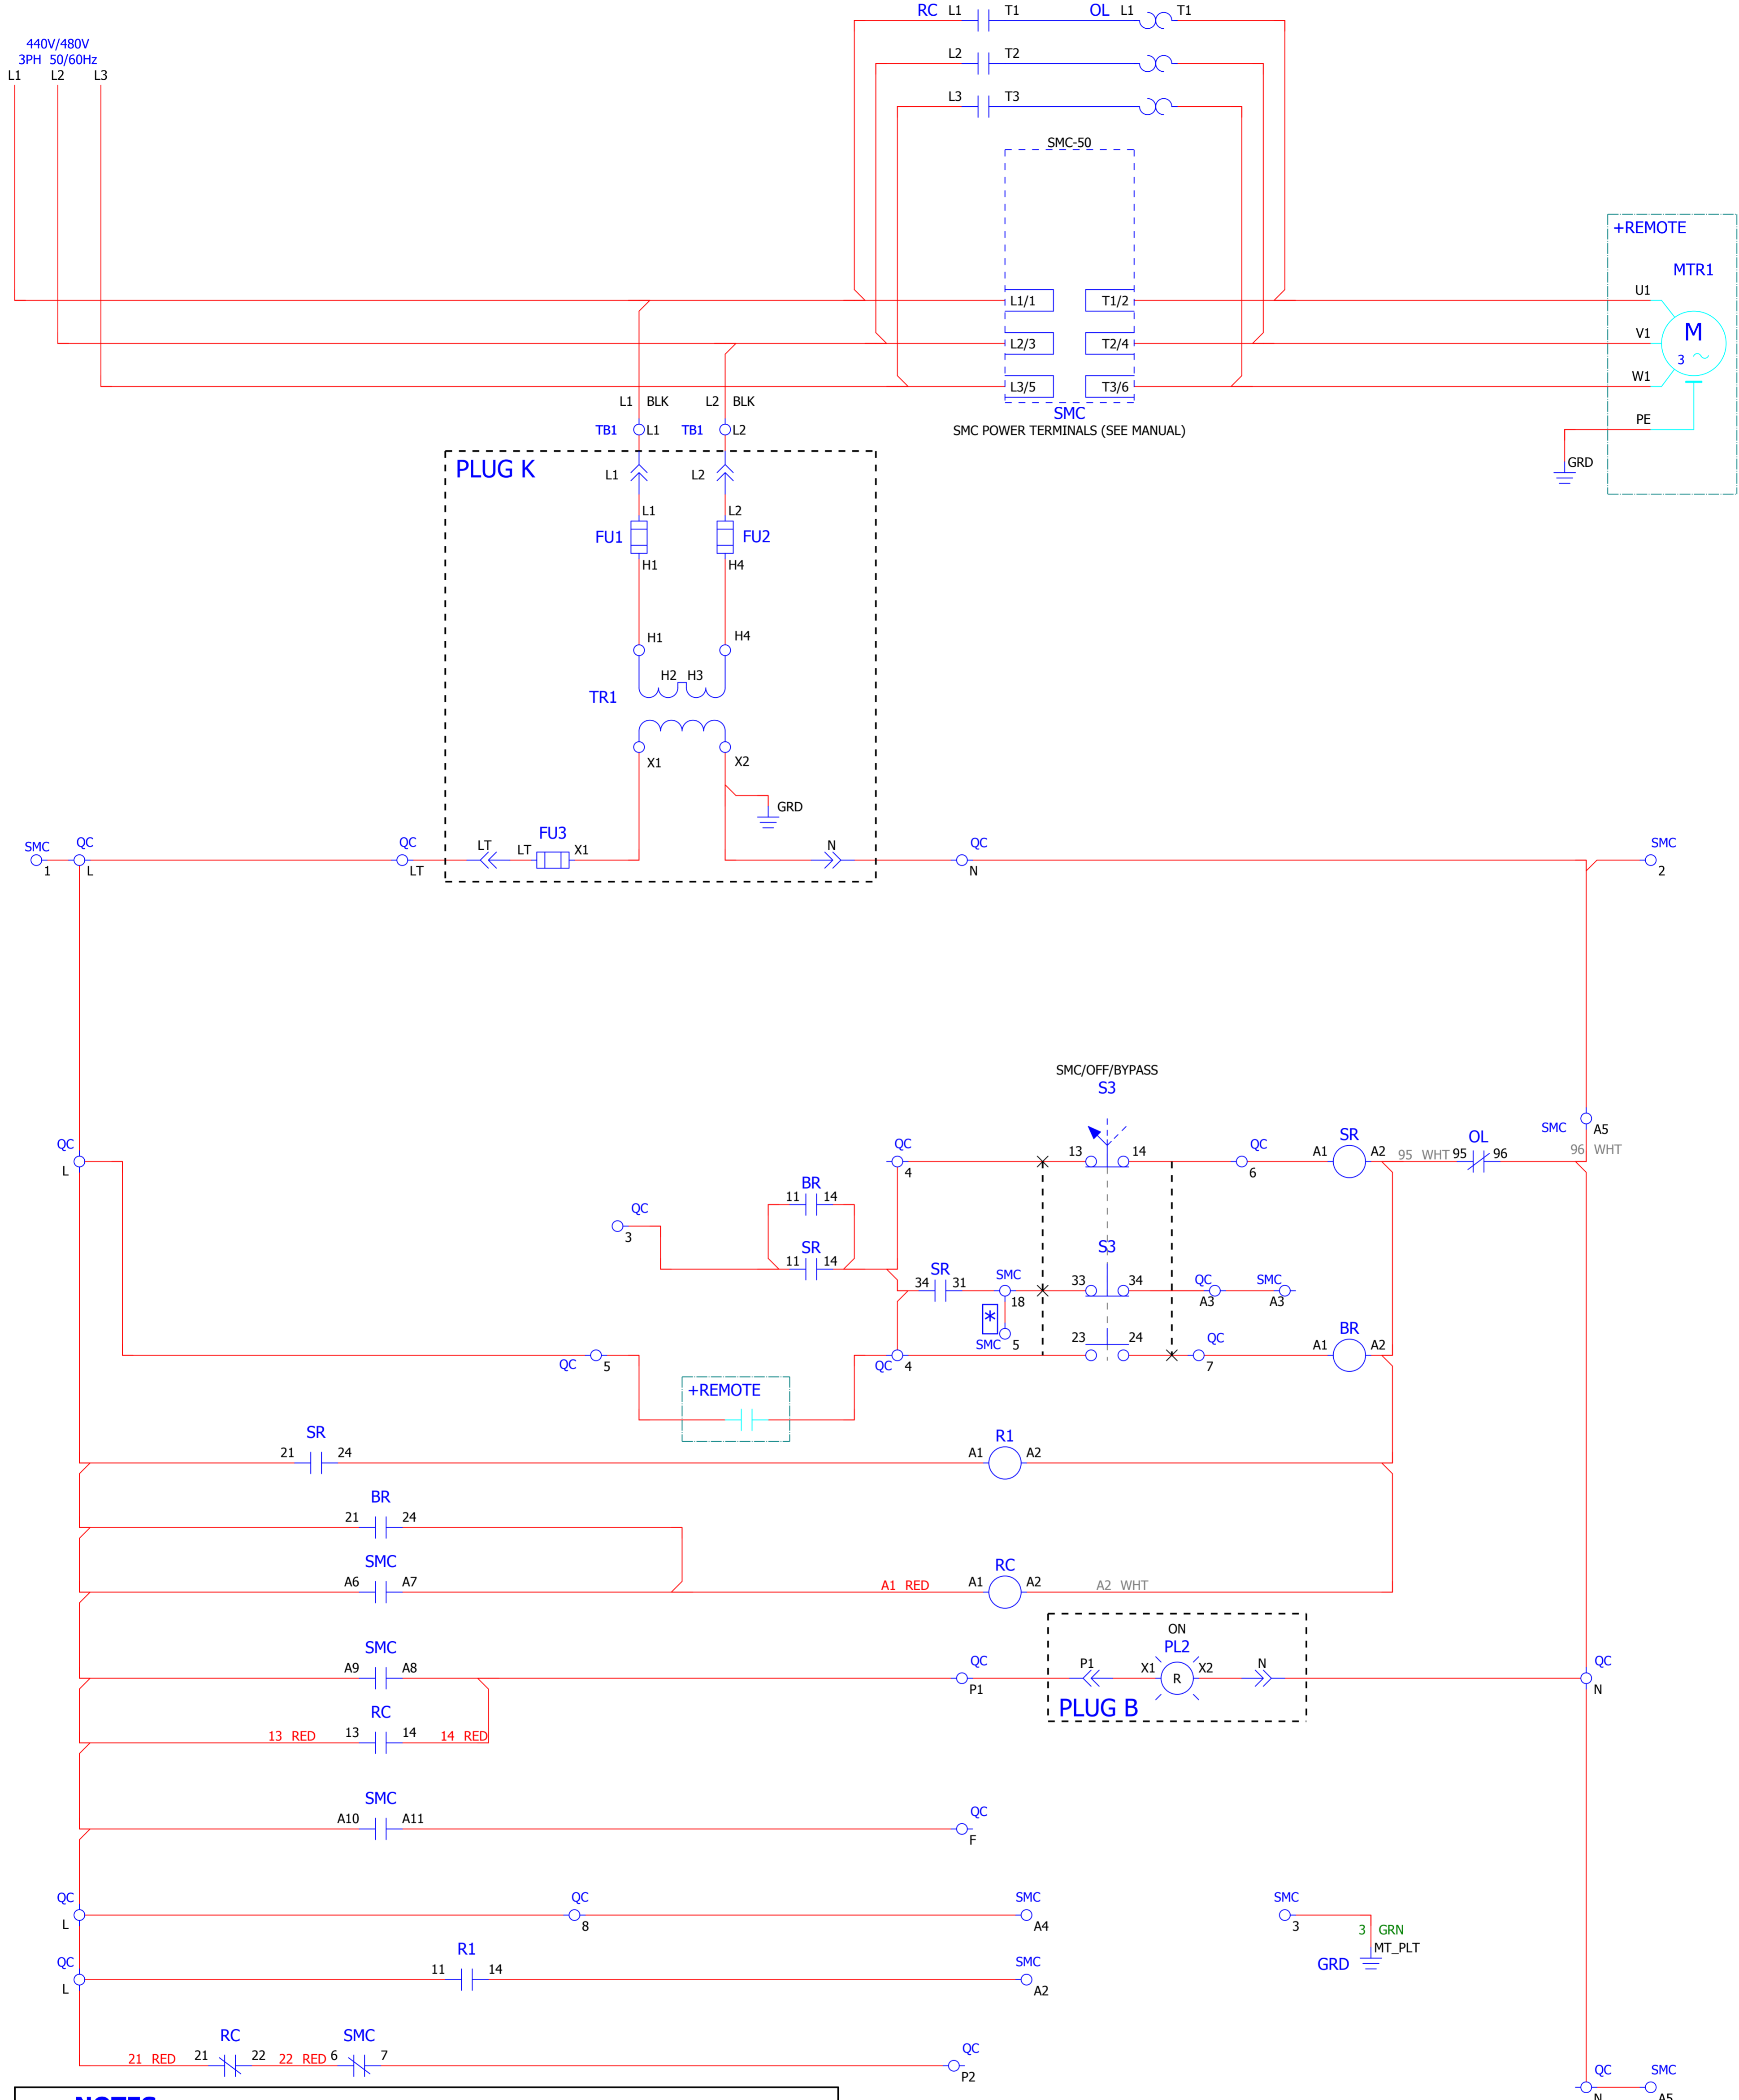 RC L1 T1 OL L1 T1
440V/480V
3PH 50/60Hz
L1 L2 L3
L2 T2
L3 T3
SMC-50
+REMOTE
MTR1
U1
L1/1 T1/2
V1
M
3
L2/3 T2/4
W1
L3/5 T3/6
L1 BLK L2 BLK
SMC
SMC POWER TERMINALS (SEE MANUAL)
PE
GRD
TB1 L1 TB1 L2
PLUG K
L1 L2
L1 L2
FU1 FU2
H1 H4
H1 H4
H2 H3
TR1
X1 X2
GRD
SMC QC QC LT LT FU3 X1 N QC SMC
1 L LT N 2
SMC/OFF/BYPASS
S3
SMC A5
QC QC 13 14 QC SR OL 96 WHT
L 4 6 A1 A2 95 WHT 95 96
BR
11 14
QC
3
SR
11 14
S3
SR
34 31
SMC
18
33 34
QC
A3
SMC
A3
*
SMC 5
23 24
QC
7
BR
A1 A2
QC 5
QC 4
+REMOTE
SR
21 24
R1
A1 A2
BR
21 24
SMC
A6 A7
RC
A1 RED A1 A2 A2 WHT
SMC
A9 A8
QC
P1
ON
PL2
P1 X1 R X2 N
PLUG B
QC
N
RC
13 RED 13 14 14 RED
SMC
A10 A11
QC
F
QC QC SMC SMC
L 8 A4 3
3 GRN
MT_PLT
GRD
QC R1 SMC
L 11 14 A2
RC SMC
21 RED 21 22 22 RED 6 7
QC
P2
QC SMC
N A5
NOTES